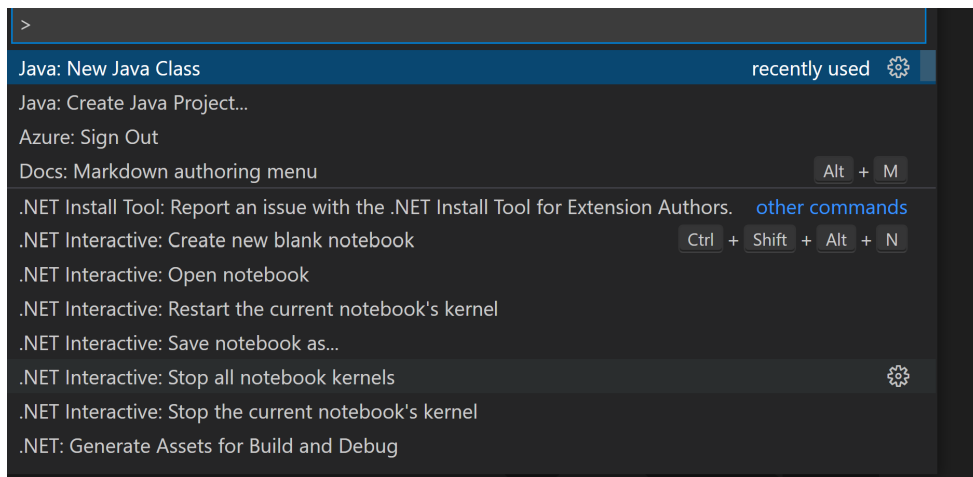 >
Java: New Java Class recently used
Java: Create Java Project...
Azure: Sign Out
Docs: Markdown authoring menu Alt + M
.NET Install Tool: Report an issue with the .NET Install Tool for Extension Authors. other commands
.NET Interactive: Create new blank notebook Ctrl + Shift + Alt + N
.NET Interactive: Open notebook
.NET Interactive: Restart the current notebook's kernel
.NET Interactive: Save notebook as...
.NET Interactive: Stop all notebook kernels
.NET Interactive: Stop the current notebook's kernel
.NET: Generate Assets for Build and Debug